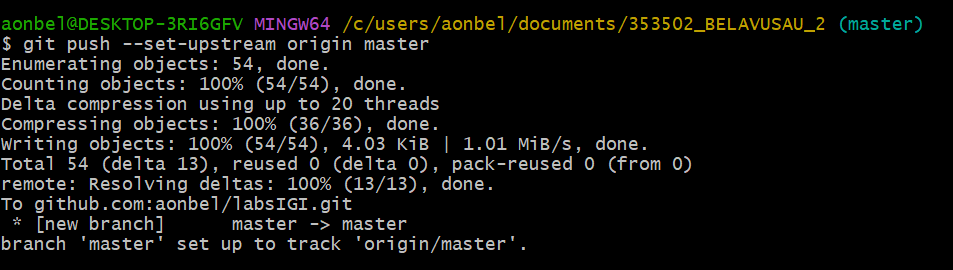 aonbel@DESKTOP-3RI6GFV MINGW64 /c/users/aonbel/documents/353502_BELAVUSAU_2 (master)
$ git push --set-upstream origin master
Enumerating objects: 54, done.
Counting objects: 100% (54/54), done.
Delta compression using up to 20 threads
Compressing objects: 100% (36/36), done.
Writing objects: 100% (54/54), 4.03 KiB | 1.01 MiB/s, done.
Total 54 (delta 13), reused 0 (delta 0), pack-reused 0 (from 0)
remote: Resolving deltas: 100% (13/13), done.
To github.com:aonbel/labsIGI.git
 * [new branch]      master -> master
branch 'master' set up to track 'origin/master'.